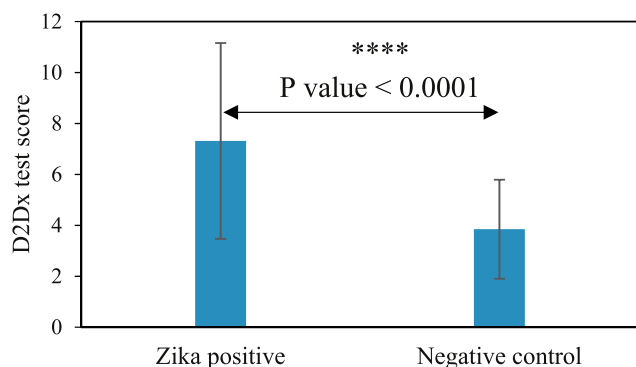 12
10
8
6
4
2
0
D2Dx test score
****
P value < 0.0001
Zika positive
Negative control